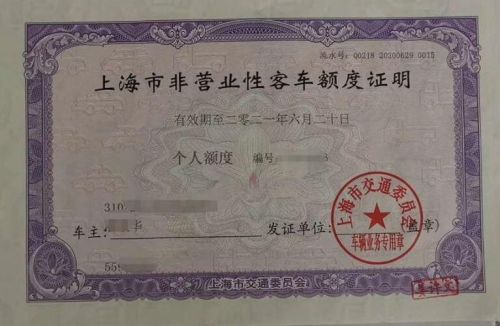 流水号: 00218 20200629 0015
上海市非营业性客车额度证明
有效期至二零二一年六月二十日
个人额度 编号 8
310
车主: 华 发证单位: (盖章)
上海市交通委员会
车辆业务专用章
上海市交通委员会